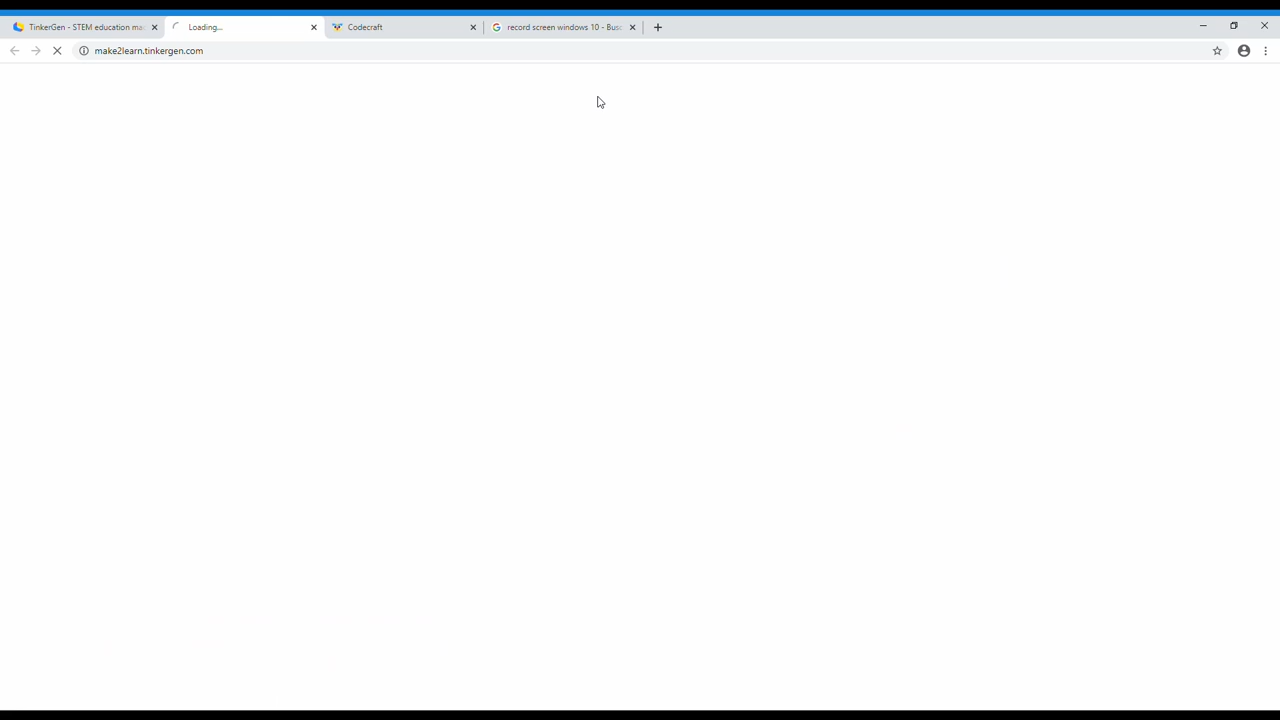 TinkerGen - STEM education ma
Loading...
Codecraft
record screen windows 10 - Bus
make2learn.tinkergen.com